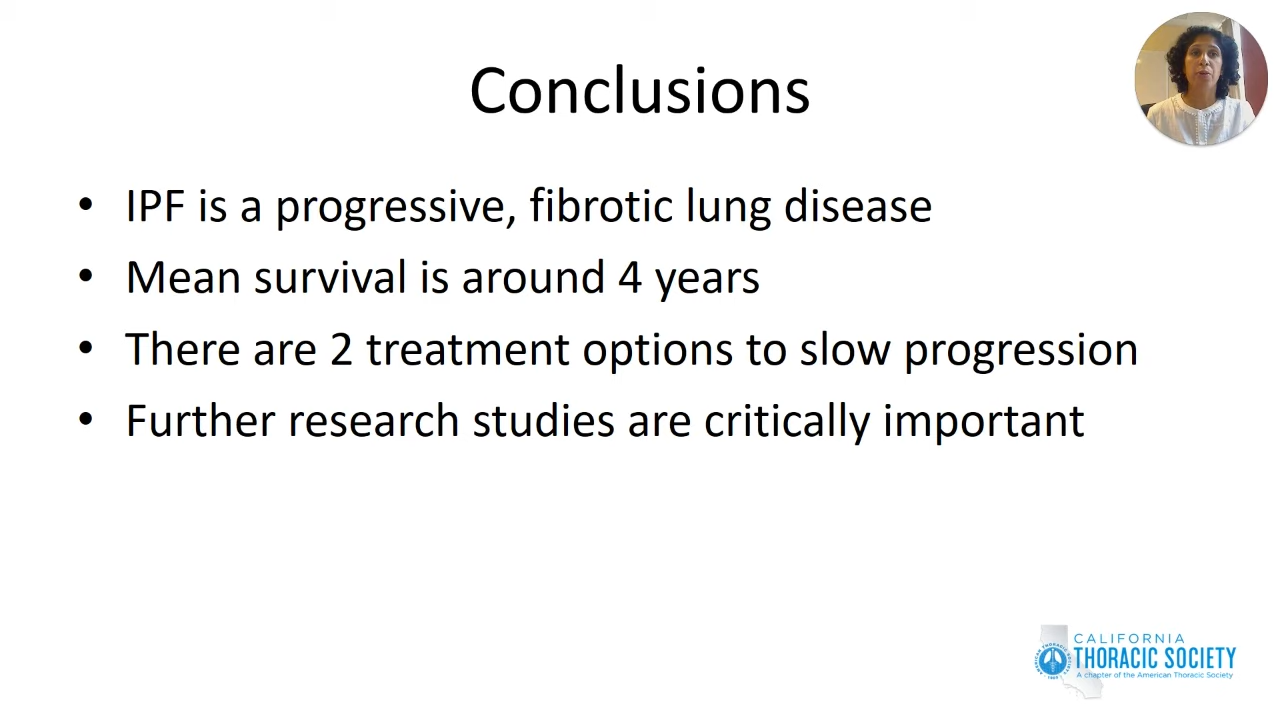 Conclusions
• IPF is a progressive, fibrotic lung disease
• Mean survival is around 4 years
• There are 2 treatment options to slow progression
• Further research studies are critically important
CALIFORNIA
THORACIC SOCIETY
A chapter of the American Thoracic Society